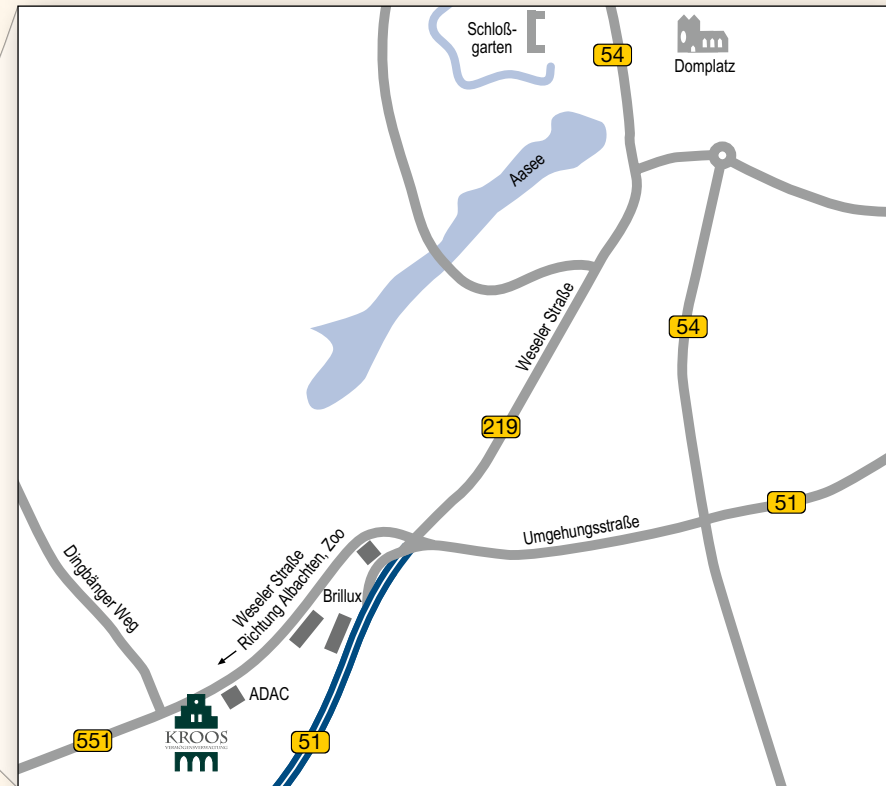 Schloß-
garten
54
Domplatz
Aasee
Weseler Straße
54
219
51
Umgehungsstraße
Dingbänger Weg
Weseler Straße
Richtung Albachten, Zoo
Brillux
ADAC
KROOS
VERMÖGENSVERWALTUNG
551
51